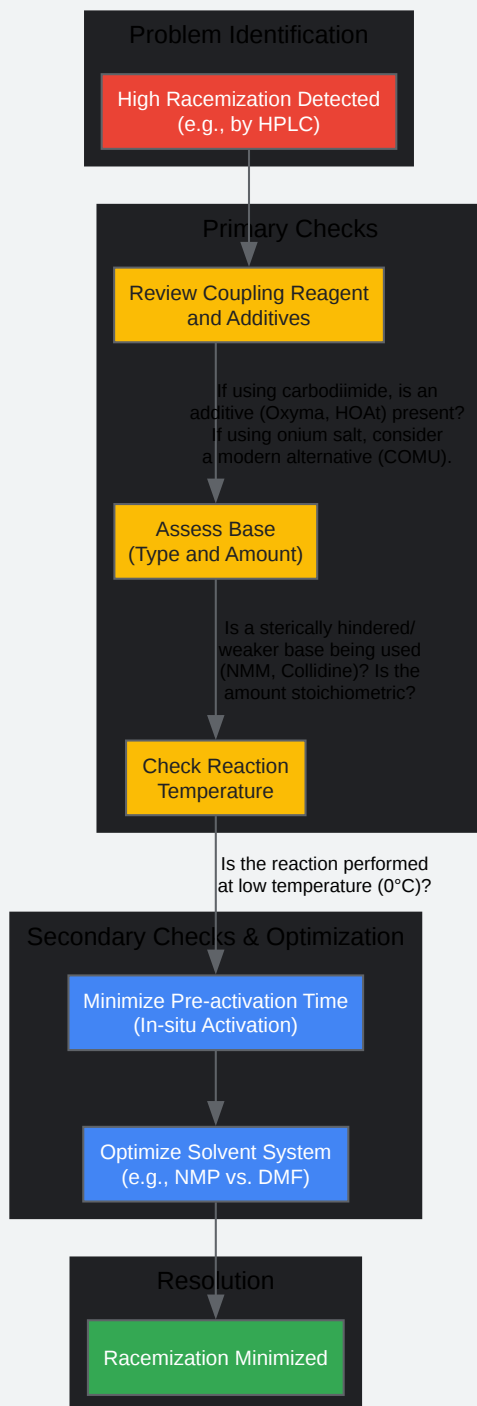 Problem Identification
High Racemization Detected
(e.g., by HPLC)
Primary Checks
Review Coupling Reagent
and Additives
If using carbodiimide, is an
additive (Oxyma, HOAt) present?
If using onium salt, consider
a modern alternative (COMU).
Assess Base
(Type and Amount)
Is a sterically hindered/
weaker base being used
(NMM, Collidine)? Is the
amount stoichiometric?
Check Reaction
Temperature
Is the reaction performed
at low temperature (0°C)?
Secondary Checks & Optimization
Minimize Pre-activation Time
(In-situ Activation)
Optimize Solvent System
(e.g., NMP vs. DMF)
Resolution
Racemization Minimized